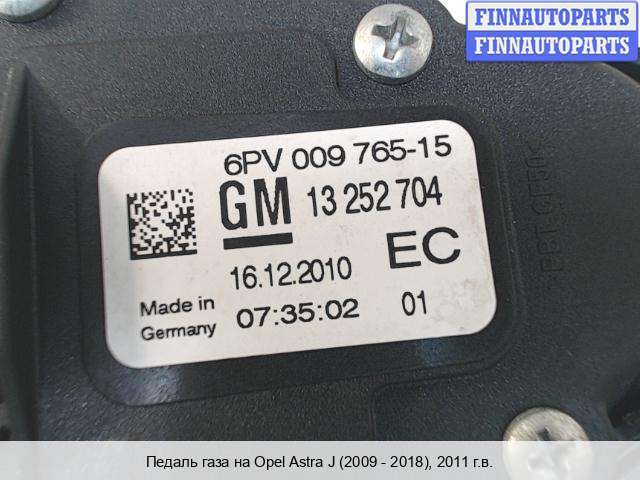 FINNAUTOPARTS
FINNAUTOPARTS
6PV 009 765-15
GM 13 252 704
16.12.2010 EC
Made in
Germany
07:35:02 01
Педаль газа на Opel Astra J (2009 - 2018), 2011 г.в.